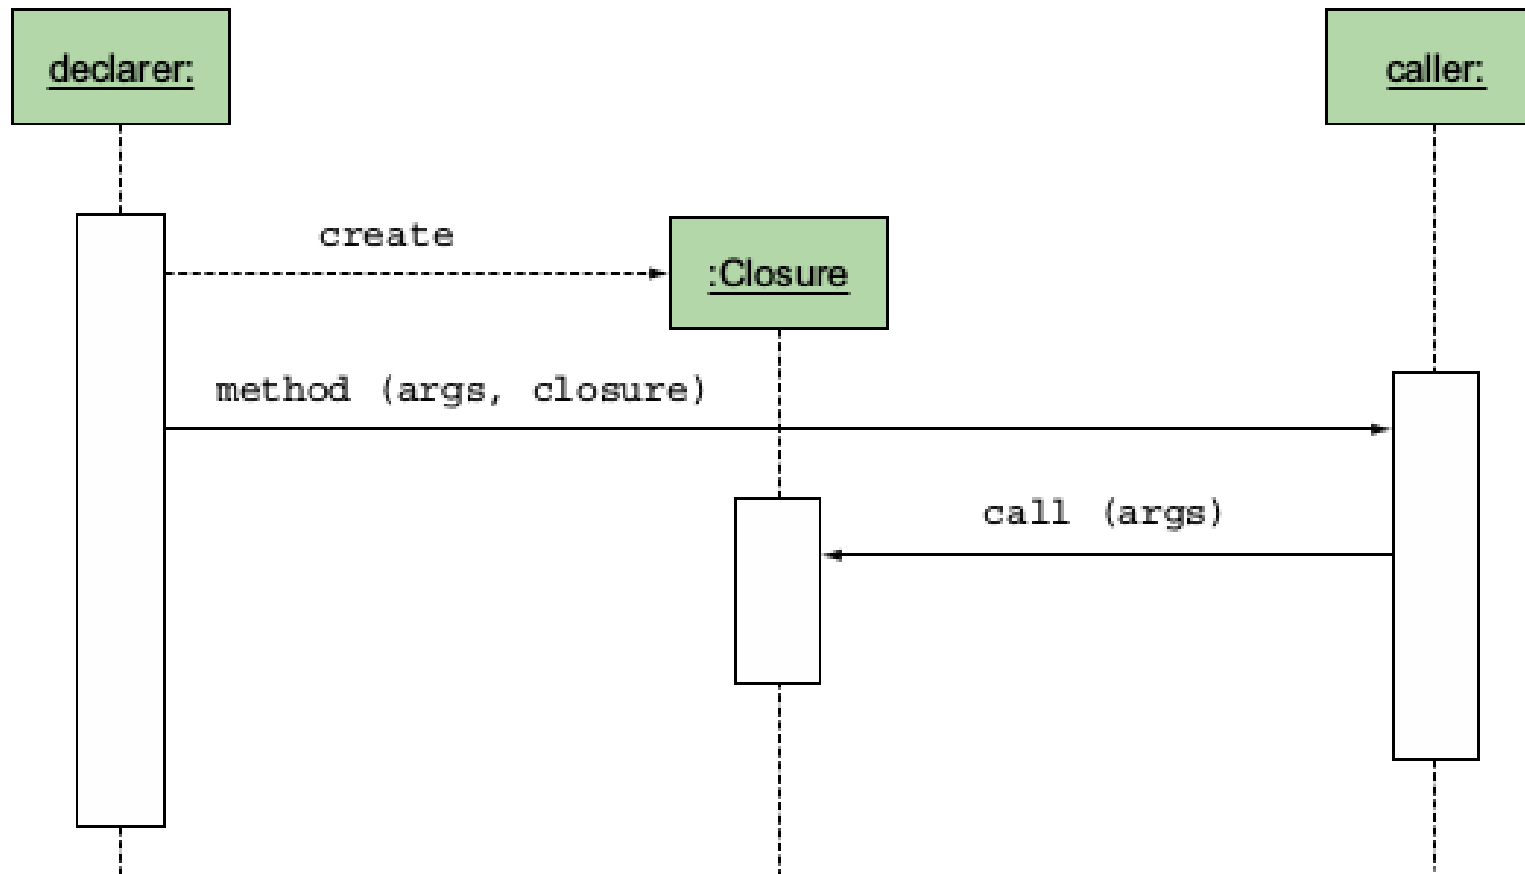 declarer:
caller:
create
:Closure
method (args, closure)
call (args)